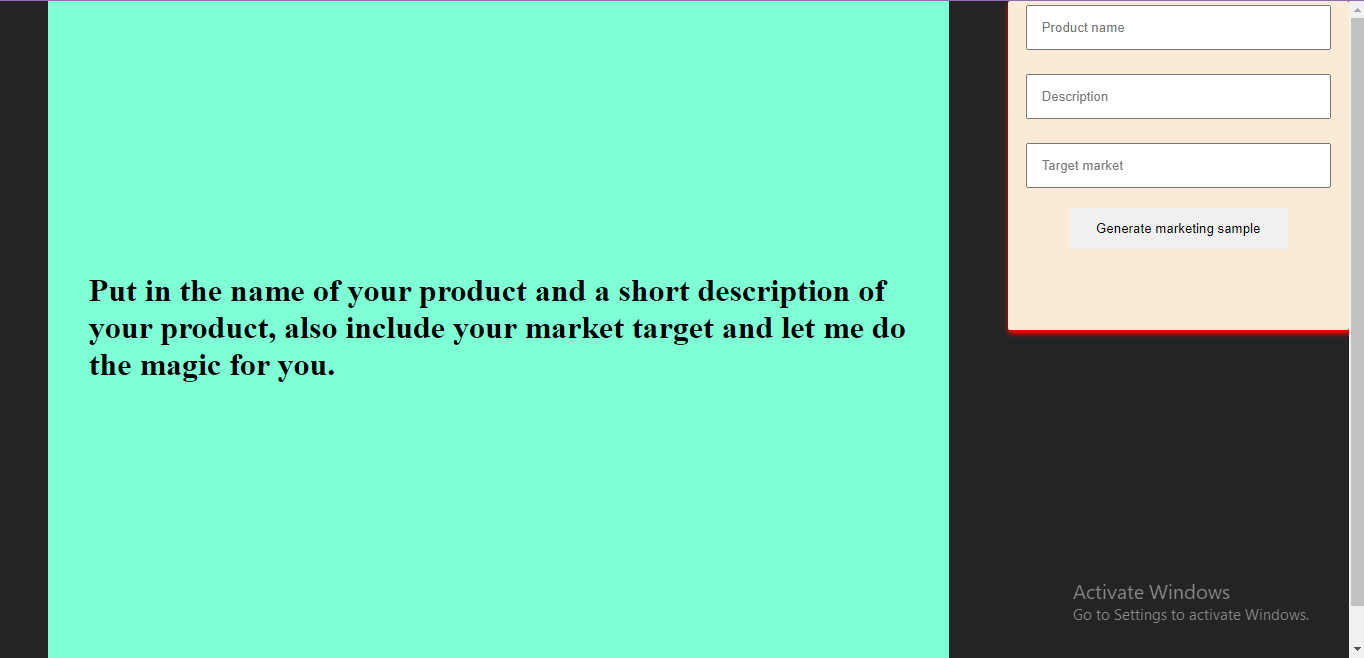 Put in the name of your product and a short description of
your product, also include your market target and let me do
the magic for you.
Product name
Description
Target market
Generate marketing sample
Activate Windows
Go to Settings to activate Windows.